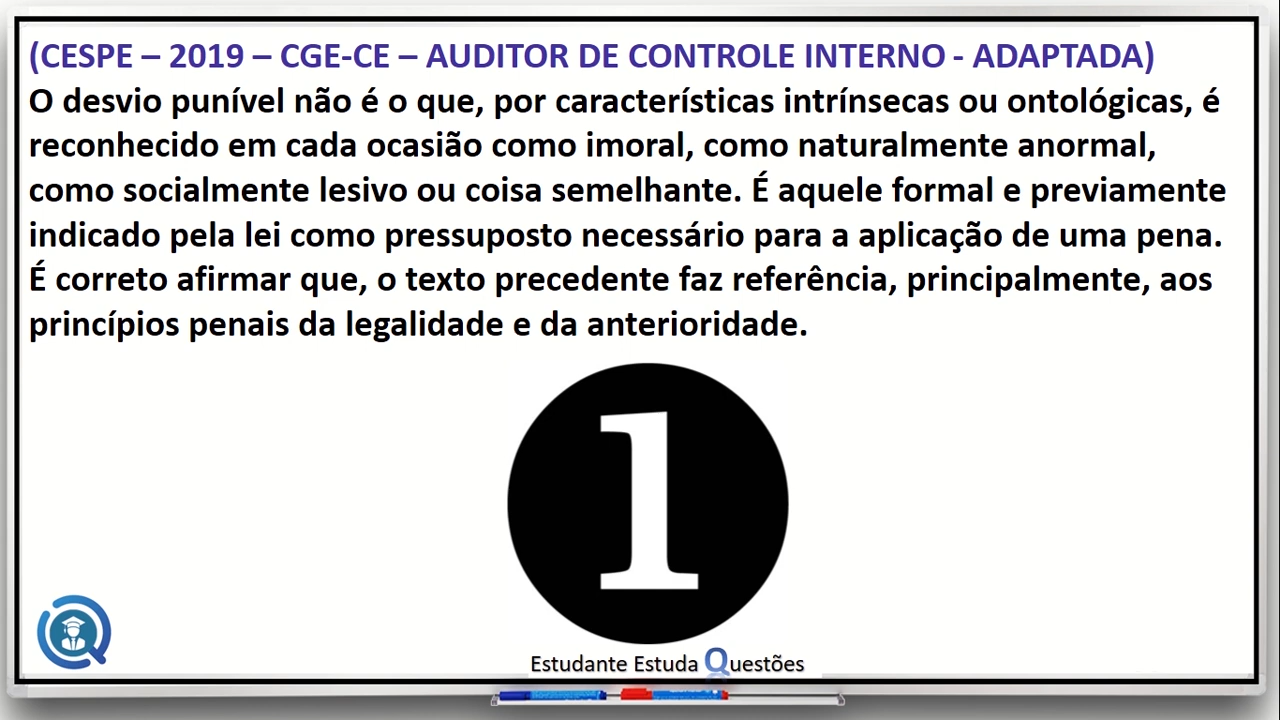 (CESPE – 2019 – CGE-CE – AUDITOR DE CONTROLE INTERNO - ADAPTADA)
O desvio punível não é o que, por características intrínsecas ou ontológicas, é
reconhecido em cada ocasião como imoral, como naturalmente anormal,
como socialmente lesivo ou coisa semelhante. É aquele formal e previamente
indicado pela lei como pressuposto necessário para a aplicação de uma pena.
É correto afirmar que, o texto precedente faz referência, principalmente, aos
princípios penais da legalidade e da anterioridade.
1
Estudante Estuda Questões